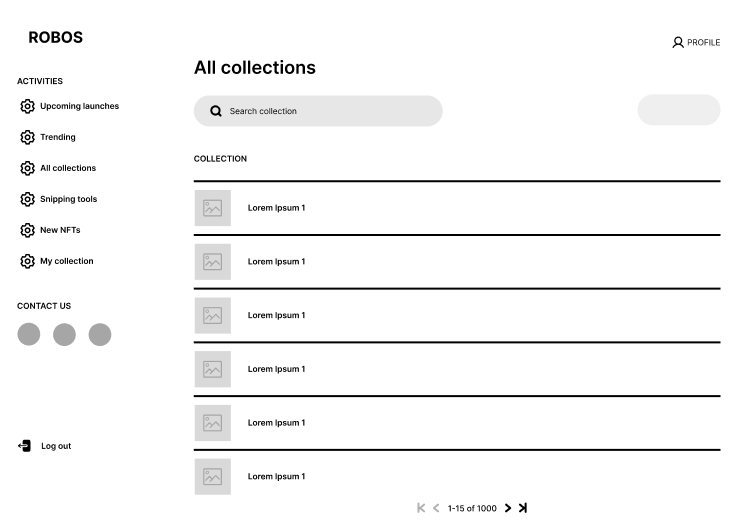 ROBOS
PROFILE
All collections
ACTIVITIES
Upcoming launches
Trending
All collections
Snipping tools
New NFTs
My collection
CONTACT US
Log out
Search collection
COLLECTION
Lorem Ipsum 1
Lorem Ipsum 1
Lorem Ipsum 1
Lorem Ipsum 1
Lorem Ipsum 1
Lorem Ipsum 1
1-15 of 1000